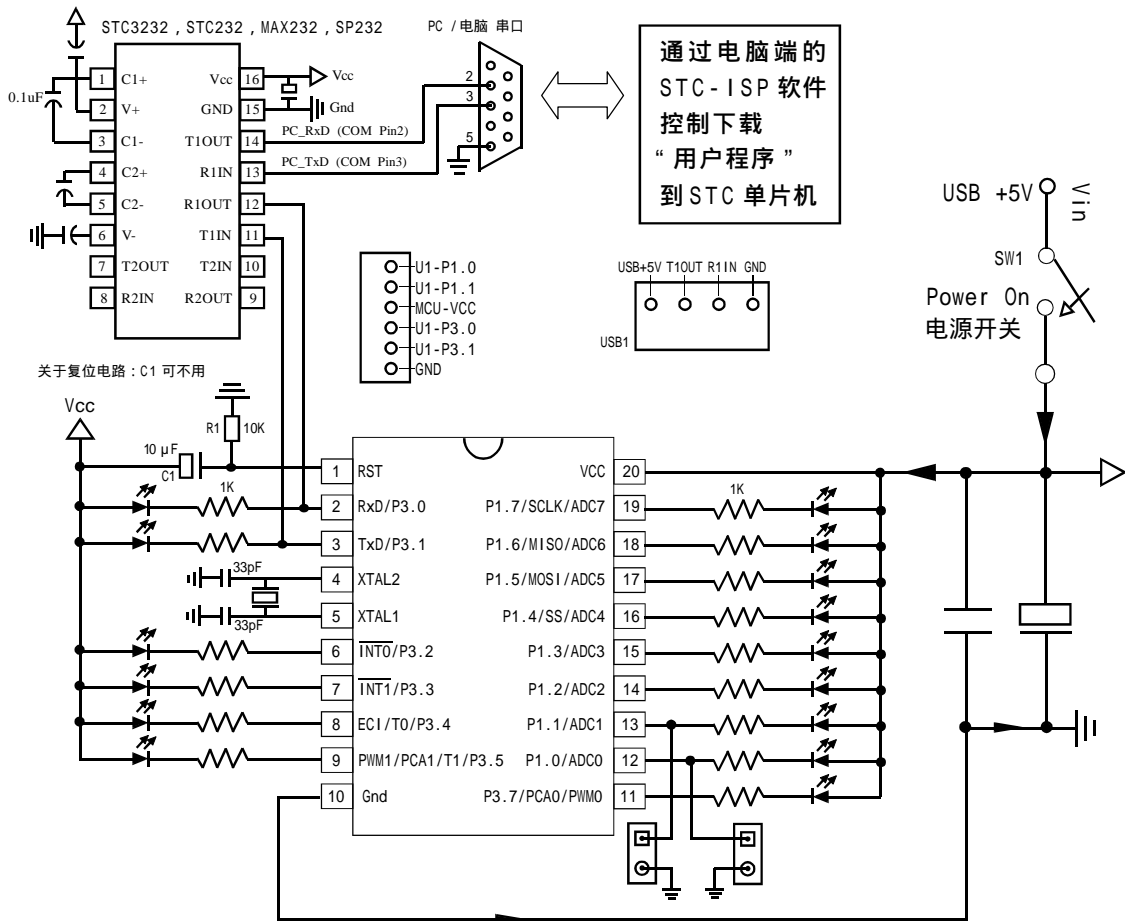 STC3232 , STC232 , MAX232 , SP232
PC / 电脑 串口
1 C1+ Vcc 16 Vcc
0.1uF
2 V+ GND 15 Gnd
3 C1- T1OUT 14 PC_RxD (COM Pin2)
4 C2+ R1IN 13 PC_TxD (COM Pin3)
5 C2- R1OUT 12
6 V- T1IN 11
7 T2OUT T2IN 10
8 R2IN R2OUT 9
2
3
5
通过电脑端的
STC-ISP 软件
控制下载
“用户程序”
到STC 单片机
USB +5V
Vin
SW1
Power On
电源开关
U1-P1.0
U1-P1.1
MCU-VCC
U1-P3.0
U1-P3.1
GND
USB+5V T1OUT R1IN GND
USB1
关于复位电路：C1 可不用
Vcc
R1 10K
10 μF
C1
1K
33pF
33pF
1K
1 RST VCC 20
2 RxD/P3.0 P1.7/SCLK/ADC7 19
3 TxD/P3.1 P1.6/MISO/ADC6 18
4 XTAL2 P1.5/MOSI/ADC5 17
5 XTAL1 P1.4/SS/ADC4 16
6 INT0/P3.2 P1.3/ADC3 15
7 INT1/P3.3 P1.2/ADC2 14
8 ECI/T0/P3.4 P1.1/ADC1 13
9 PWM1/PCA1/T1/P3.5 P1.0/ADC0 12
10 Gnd P3.7/PCA0/PWM0 11